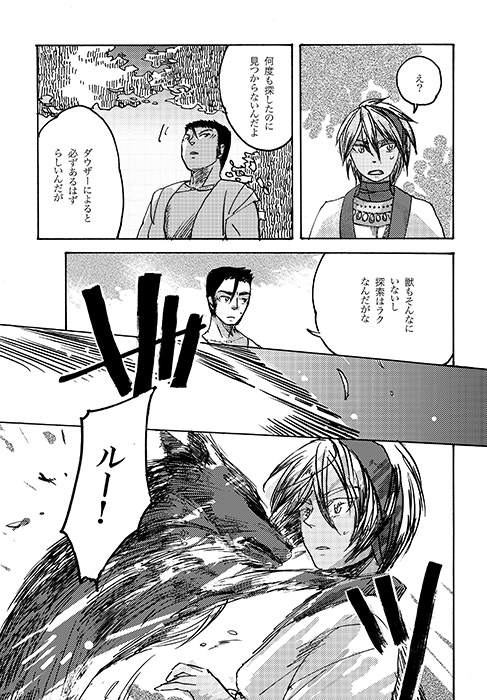 え？
何度も探したのに
見つからないんだよ
ダウザーによると
必ずあるはず
らしいんだが
獣もそんなに
いないし
探索はラク
なんだがな
ルー！